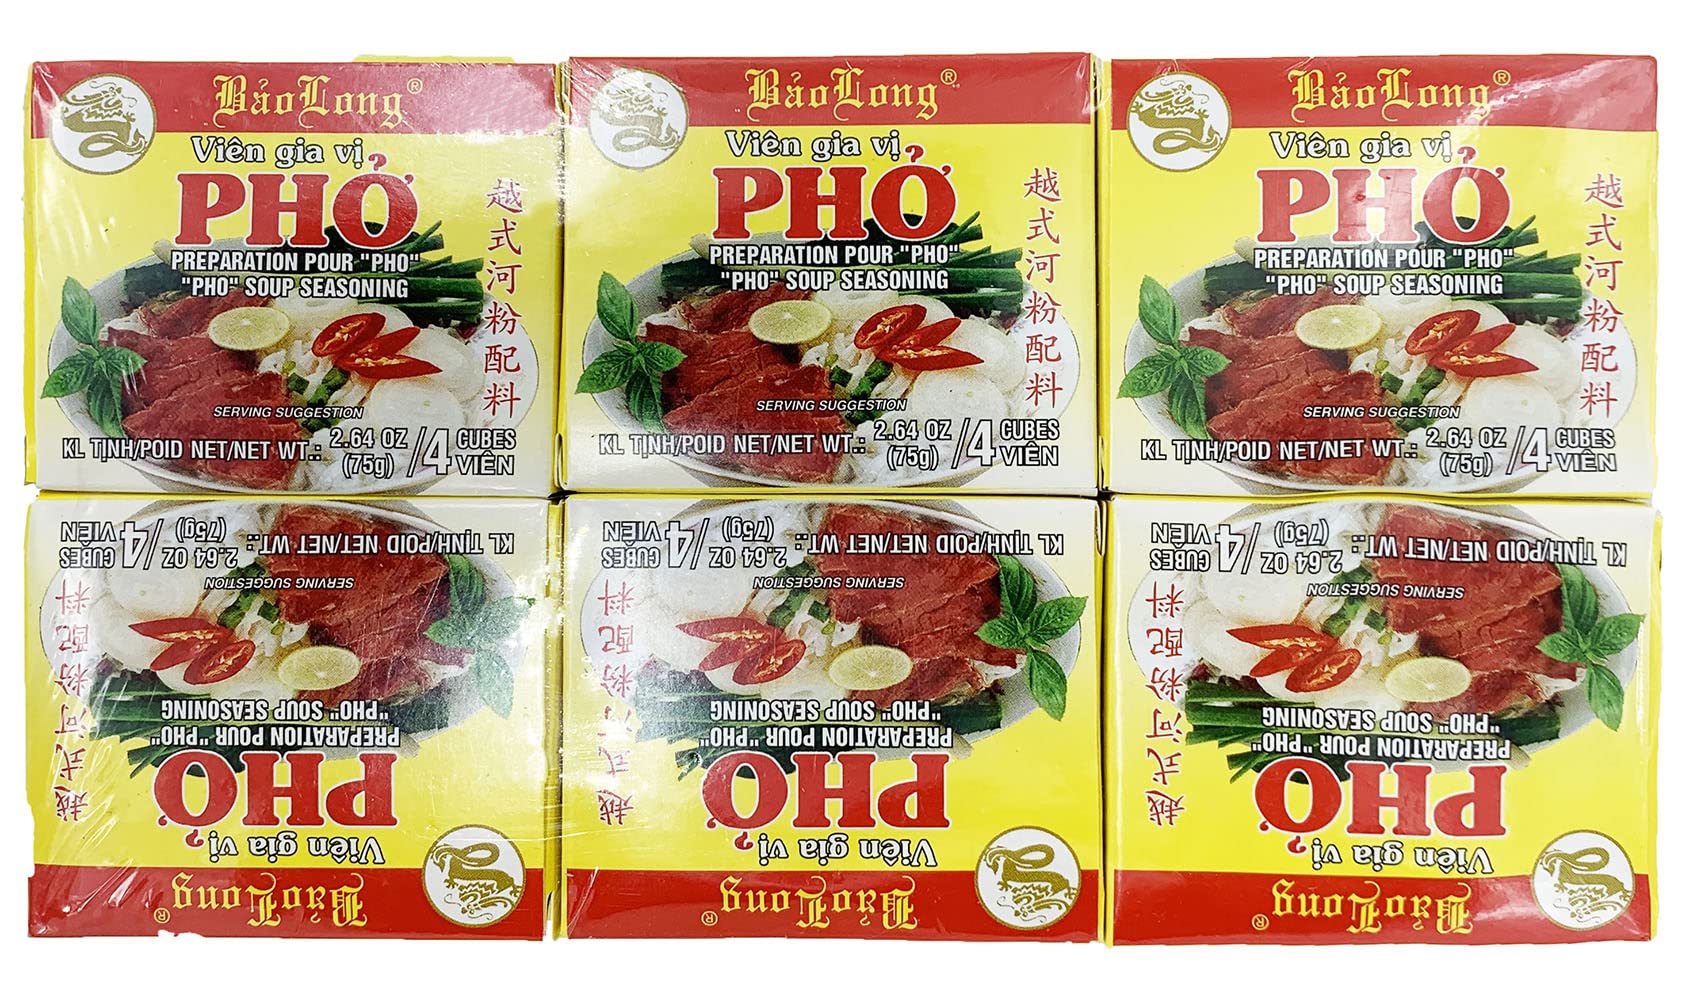 BảoLong®
Viên gia vị
PHỞ
PREPARATION POUR "PHO"
"PHO" SOUP SEASONING
越式河粉配料
SERVING SUGGESTION
KL TỊNH/POID NET/NET WT.: 2.64 OZ (75g) /4 CUBES VIÊN
BảoLong®
Viên gia vị
PHỞ
PREPARATION POUR "PHO"
"PHO" SOUP SEASONING
越式河粉配料
SERVING SUGGESTION
KL TỊNH/POID NET/NET WT.: 2.64 OZ (75g) /4 CUBES VIÊN
BảoLong®
Viên gia vị
PHỞ
PREPARATION POUR "PHO"
"PHO" SOUP SEASONING
越式河粉配料
SERVING SUGGESTION
KL TỊNH/POID NET/NET WT.: 2.64 OZ (75g) /4 CUBES VIÊN
BảoLong®
Viên gia vị
PHỞ
PREPARATION POUR "PHO"
"PHO" SOUP SEASONING
越式河粉配料
SERVING SUGGESTION
KL TỊNH/POID NET/NET WT.: 2.64 OZ (75g) /4 CUBES VIÊN
BảoLong®
Viên gia vị
PHỞ
PREPARATION POUR "PHO"
"PHO" SOUP SEASONING
越式河粉配料
SERVING SUGGESTION
KL TỊNH/POID NET/NET WT.: 2.64 OZ (75g) /4 CUBES VIÊN
BảoLong®
Viên gia vị
PHỞ
PREPARATION POUR "PHO"
"PHO" SOUP SEASONING
越式河粉配料
SERVING SUGGESTION
KL TỊNH/POID NET/NET WT.: 2.64 OZ (75g) /4 CUBES VIÊN